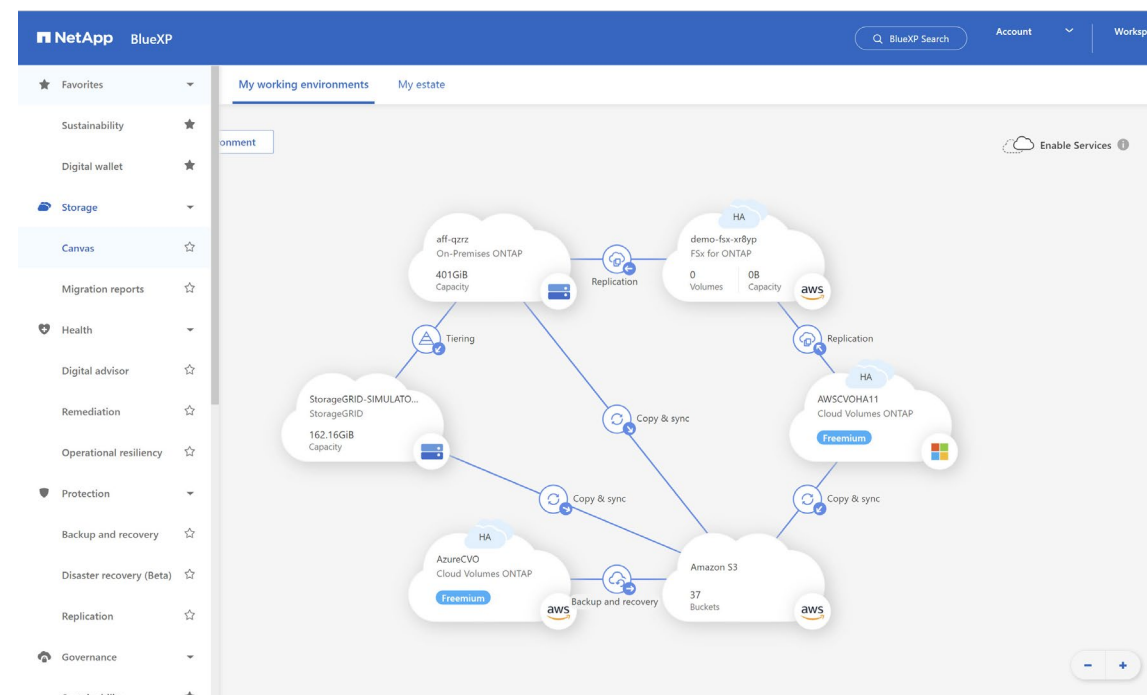 NetApp BlueXP
BlueXP Search
Account
Worksp
Favorites
Sustainability
Digital wallet
Storage
Canvas
Migration reports
Health
Digital advisor
Remediation
Operational resiliency
Protection
Backup and recovery
Disaster recovery (Beta)
Replication
Governance
My working environments
My estate
onment
Enable Services
HA
aff-qzrz
On-Premises ONTAP
401GiB
Capacity
Replication
demo-fsx-xr8yp
FSx for ONTAP
0
Volumes
0B
Capacity
aws
Tiering
Replication
HA
StorageGRID-SIMULATO...
StorageGRID
162.16GiB
Capacity
Copy & sync
AWSCVOHA11
Cloud Volumes ONTAP
Freemium
Copy & sync
Copy & sync
HA
AzureCVO
Cloud Volumes ONTAP
Freemium
aws
Backup and recovery
Amazon S3
37
Buckets
aws
- +